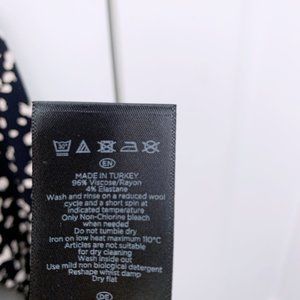 30°
EN
MADE IN TURKEY
96% Viscose/Rayon
4% Elastane
Wash and rinse on a reduced wool
cycle and a short spin at
indicated temperature
Only Non-Chlorine bleach
when needed
Do not tumble dry
Iron on low heat maximum 110°C
Articles are not suitable
for dry cleaning
Wash inside out
Use mild non biological detergent
Reshape whilst damp
Dry flat
DE